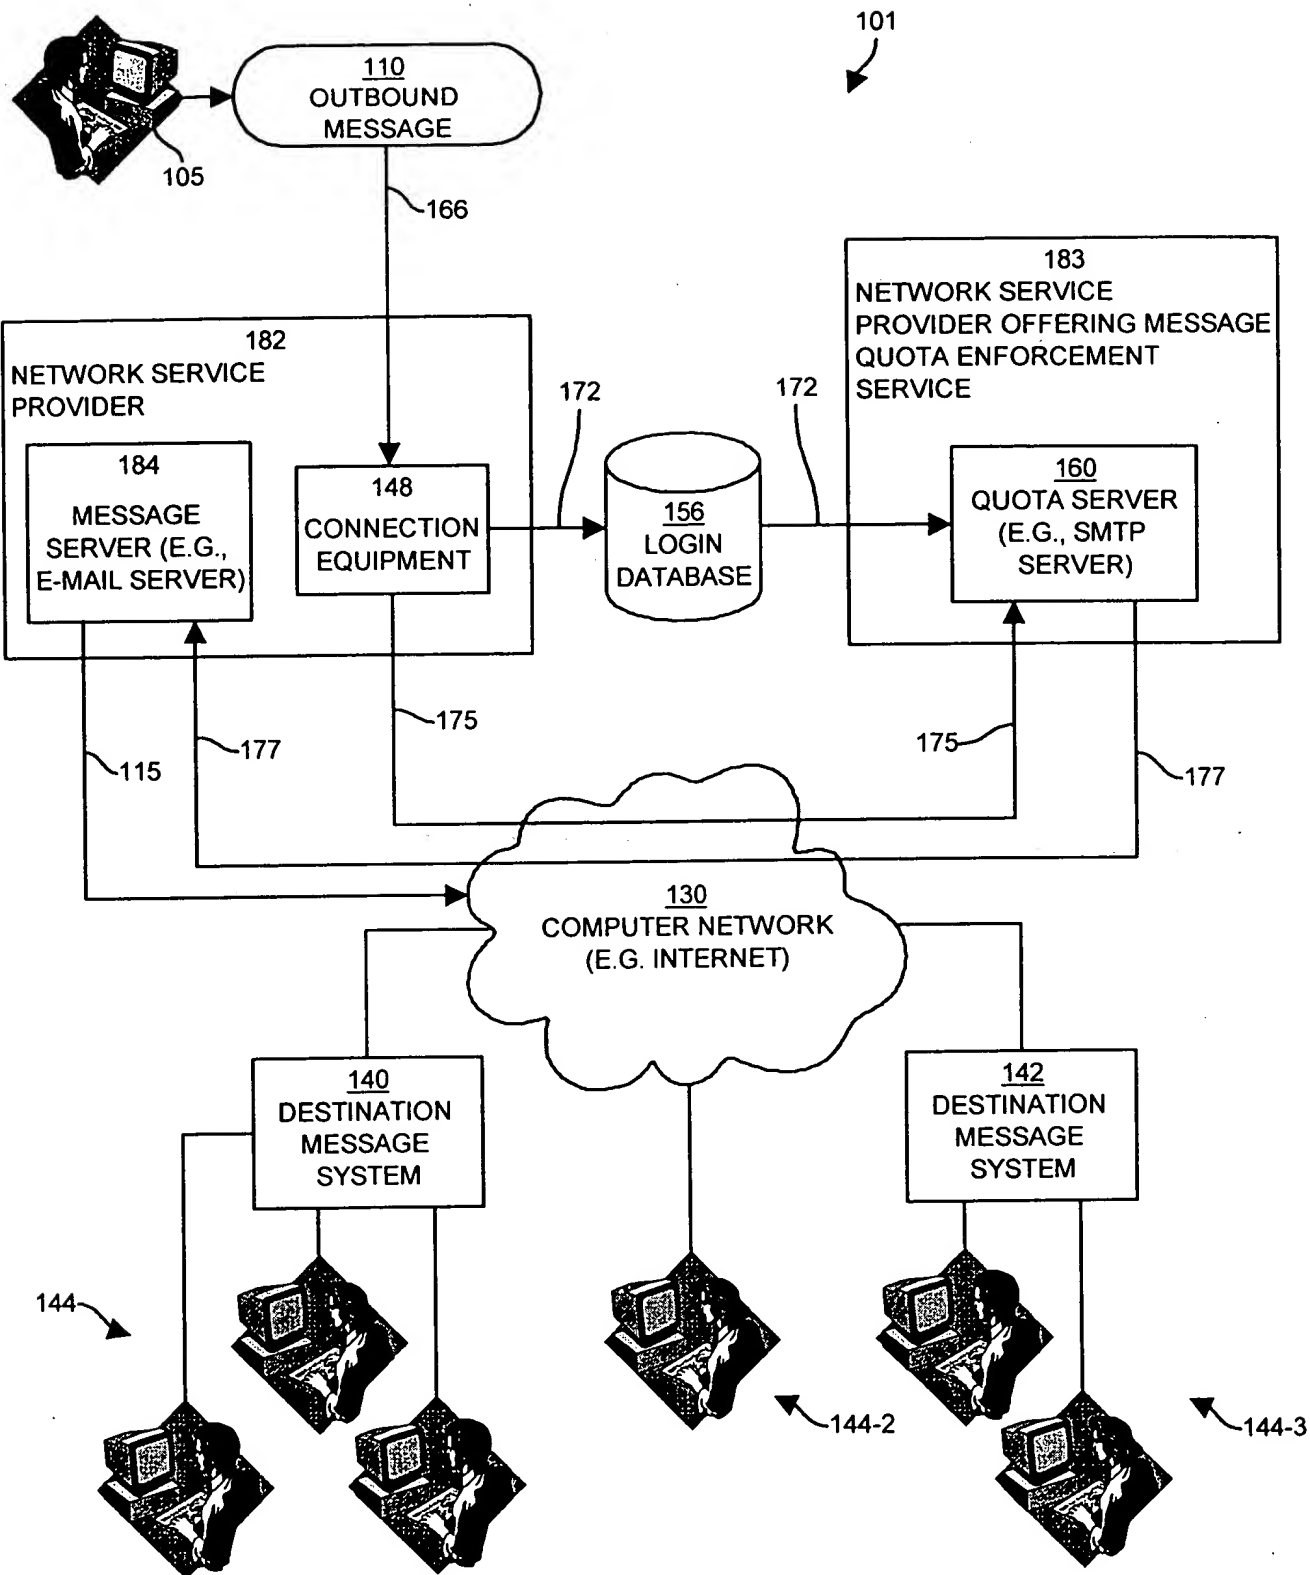 101
110
OUTBOUND
MESSAGE
105
166
182
NETWORK SERVICE
PROVIDER
184
MESSAGE
SERVER (E.G.,
E-MAIL SERVER)
148
CONNECTION
EQUIPMENT
172
156
LOGIN
DATABASE
172
183
NETWORK SERVICE
PROVIDER OFFERING MESSAGE
QUOTA ENFORCEMENT
SERVICE
160
QUOTA SERVER
(E.G., SMTP
SERVER)
115
177
175
175
177
130
COMPUTER NETWORK
(E.G. INTERNET)
140
DESTINATION
MESSAGE
SYSTEM
142
DESTINATION
MESSAGE
SYSTEM
144
144-2
144-3